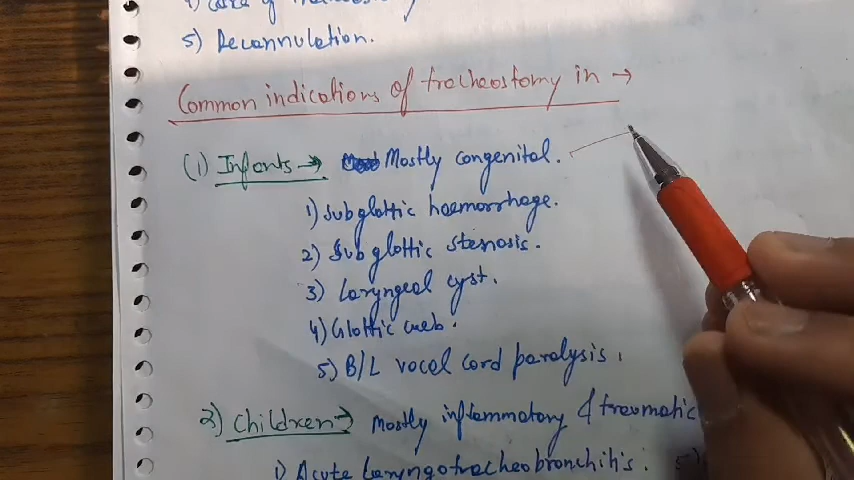 5) Decannulation.
Common indications of tracheostomy in →
(1) Infants → Mostly congenital.
1) Subglottic haemorrhage.
2) Subglottic stenosis.
3) Laryngeal cyst.
4) Glottic web.
5) B/L vocal cord paralysis.
2) Children → Mostly inflammatory & traumatic
1) Acute Laryngotracheobronchitis. 5)